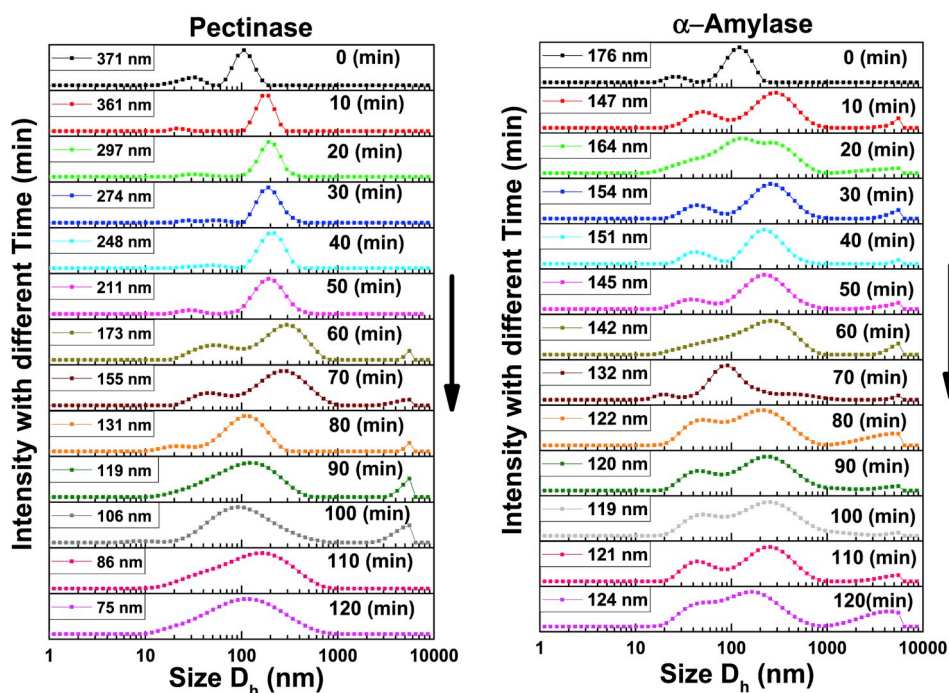 Pectinase
Intensity with different Time (min)
371 nm 0 (min)
361 nm 10 (min)
297 nm 20 (min)
274 nm 30 (min)
248 nm 40 (min)
211 nm 50 (min)
173 nm 60 (min)
155 nm 70 (min)
131 nm 80 (min)
119 nm 90 (min)
106 nm 100 (min)
86 nm 110 (min)
75 nm 120 (min)
1 10 100 1000 10000
Size Dh (nm)
α–Amylase
Intensity with different Time (min)
176 nm 0 (min)
147 nm 10 (min)
164 nm 20 (min)
154 nm 30 (min)
151 nm 40 (min)
145 nm 50 (min)
142 nm 60 (min)
132 nm 70 (min)
122 nm 80 (min)
120 nm 90 (min)
119 nm 100 (min)
121 nm 110 (min)
124 nm 120(min)
1 10 100 1000 10000
Size Dh (nm)